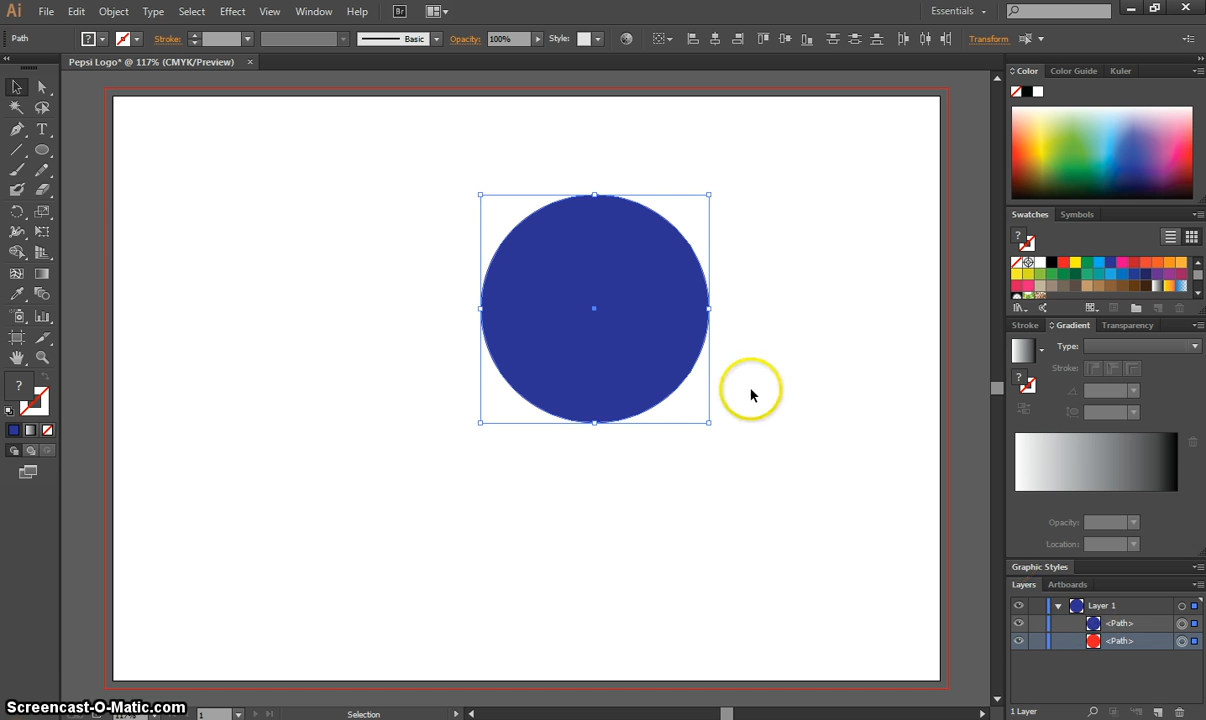 Ai File Edit Object Type Select Effect View Window Help Br Essentials
Path ? Stroke: Basic Opacity: 100% Style: Transform
Pepsi Logo* @ 117% (CMYK/Preview) ×
Color Color Guide Kuler
Swatches Symbols
?
Stroke Gradient Transparency
Type:
Stroke:
?
?
Opacity:
Location:
Graphic Styles
Layers Artboards
Layer 1
<Path>
<Path>
1 Layer
117% 1 Selection
Screencast-O-Matic.com